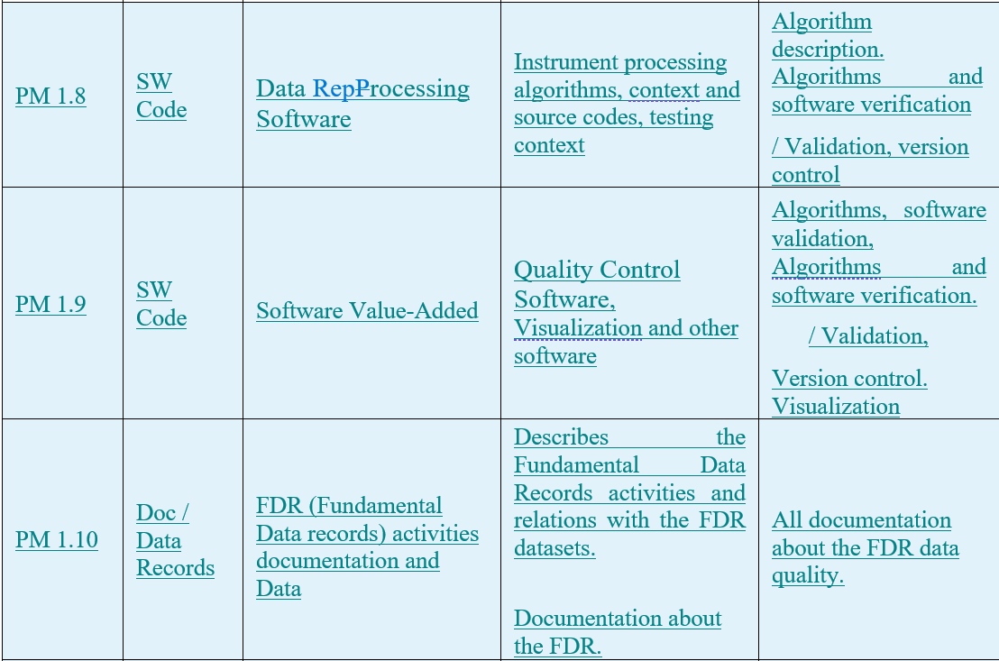 PM 1.8
SW
Code
Data RepProcessing
Software
Instrument processing
algorithms, context and
source codes, testing
context
Algorithm
description.
Algorithms and
software verification
/ Validation, version
control
PM 1.9
SW
Code
Software Value-Added
Quality Control
Software,
Visualization and other
software
Algorithms, software
validation,
Algorithms and
software verification.
/ Validation,
Version control.
Visualization
PM 1.10
Doc /
Data
Records
FDR (Fundamental
Data records) activities
documentation and
Data
Describes the
Fundamental Data
Records activities and
relations with the FDR
datasets.
Documentation about
the FDR.
All documentation
about the FDR data
quality.